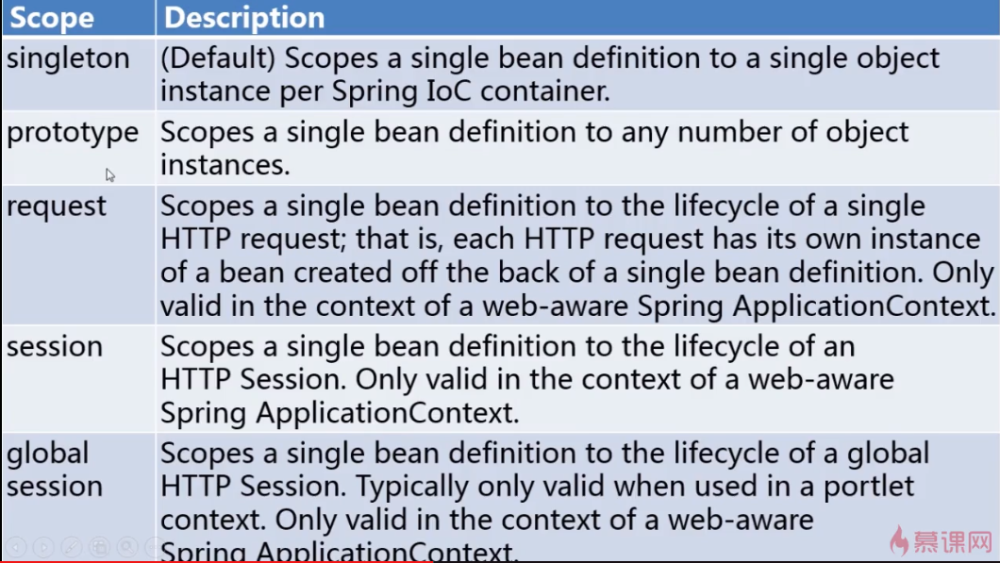 Scope Description
singleton (Default) Scopes a single bean definition to a single object
instance per Spring IoC container.
prototype Scopes a single bean definition to any number of object
instances.
request Scopes a single bean definition to the lifecycle of a single
HTTP request; that is, each HTTP request has its own instance
of a bean created off the back of a single bean definition. Only
valid in the context of a web-aware Spring ApplicationContext.
session Scopes a single bean definition to the lifecycle of an
HTTP Session. Only valid in the context of a web-aware
Spring ApplicationContext.
global Scopes a single bean definition to the lifecycle of a global
session HTTP Session. Typically only valid when used in a portlet
context. Only valid in the context of a web-aware
Spring ApplicationContext.
慕课网